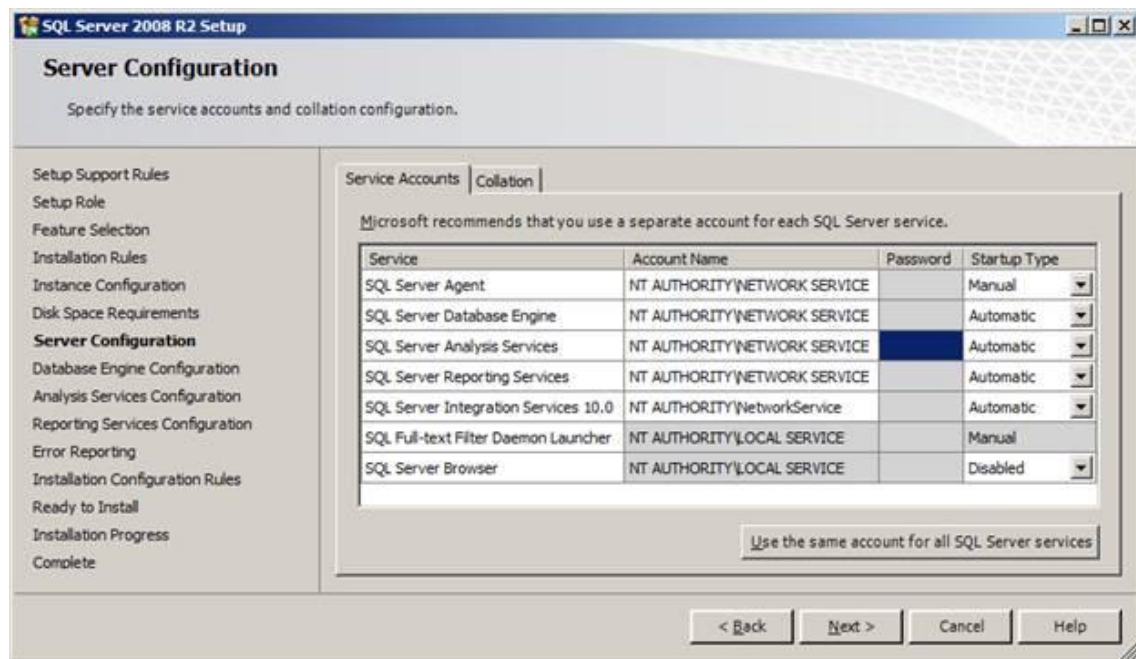 SQL Server 2008 R2 Setup
Server Configuration
Specify the service accounts and collation configuration.
Setup Support Rules
Setup Role
Feature Selection
Installation Rules
Instance Configuration
Disk Space Requirements
Server Configuration
Database Engine Configuration
Analysis Services Configuration
Reporting Services Configuration
Error Reporting
Installation Configuration Rules
Ready to Install
Installation Progress
Complete
Service Accounts Collation
Microsoft recommends that you use a separate account for each SQL Server service.
Service Account Name Password Startup Type
SQL Server Agent NT AUTHORITY\NETWORK SERVICE Manual
SQL Server Database Engine NT AUTHORITY\NETWORK SERVICE Automatic
SQL Server Analysis Services NT AUTHORITY\NETWORK SERVICE Automatic
SQL Server Reporting Services NT AUTHORITY\NETWORK SERVICE Automatic
SQL Server Integration Services 10.0 NT AUTHORITY\NetworkService Automatic
SQL Full-text Filter Daemon Launcher NT AUTHORITY\LOCAL SERVICE Manual
SQL Server Browser NT AUTHORITY\LOCAL SERVICE Disabled
Use the same account for all SQL Server services
< Back Next > Cancel Help